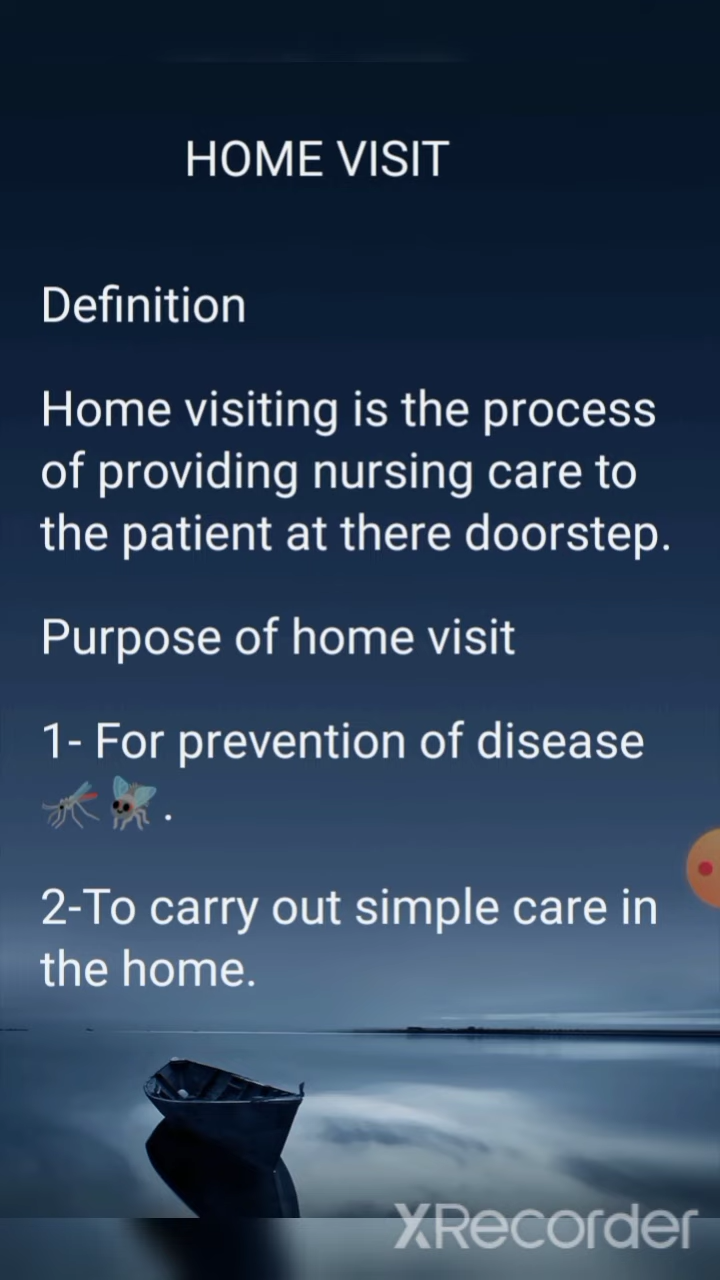 HOME VISIT
Definition
Home visiting is the process
of providing nursing care to
the patient at there doorstep.
Purpose of home visit
1- For prevention of disease
🦟🪰.
2-To carry out simple care in
the home.
XRecorder